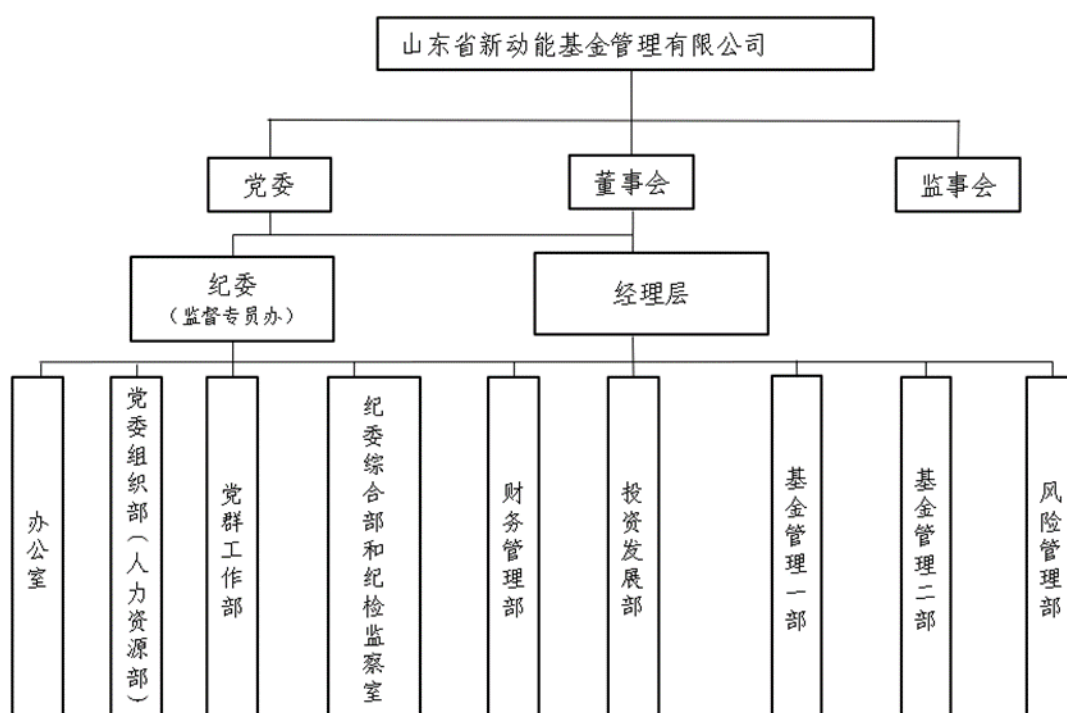 山东省新动能基金管理有限公司
党委
董事会
监事会
纪委
（监督专员办）
经理层
办公室
党委组织部（人力资源部）
党群工作部
纪委综合部和纪检监察室
财务管理部
投资发展部
基金管理一部
基金管理二部
风险管理部